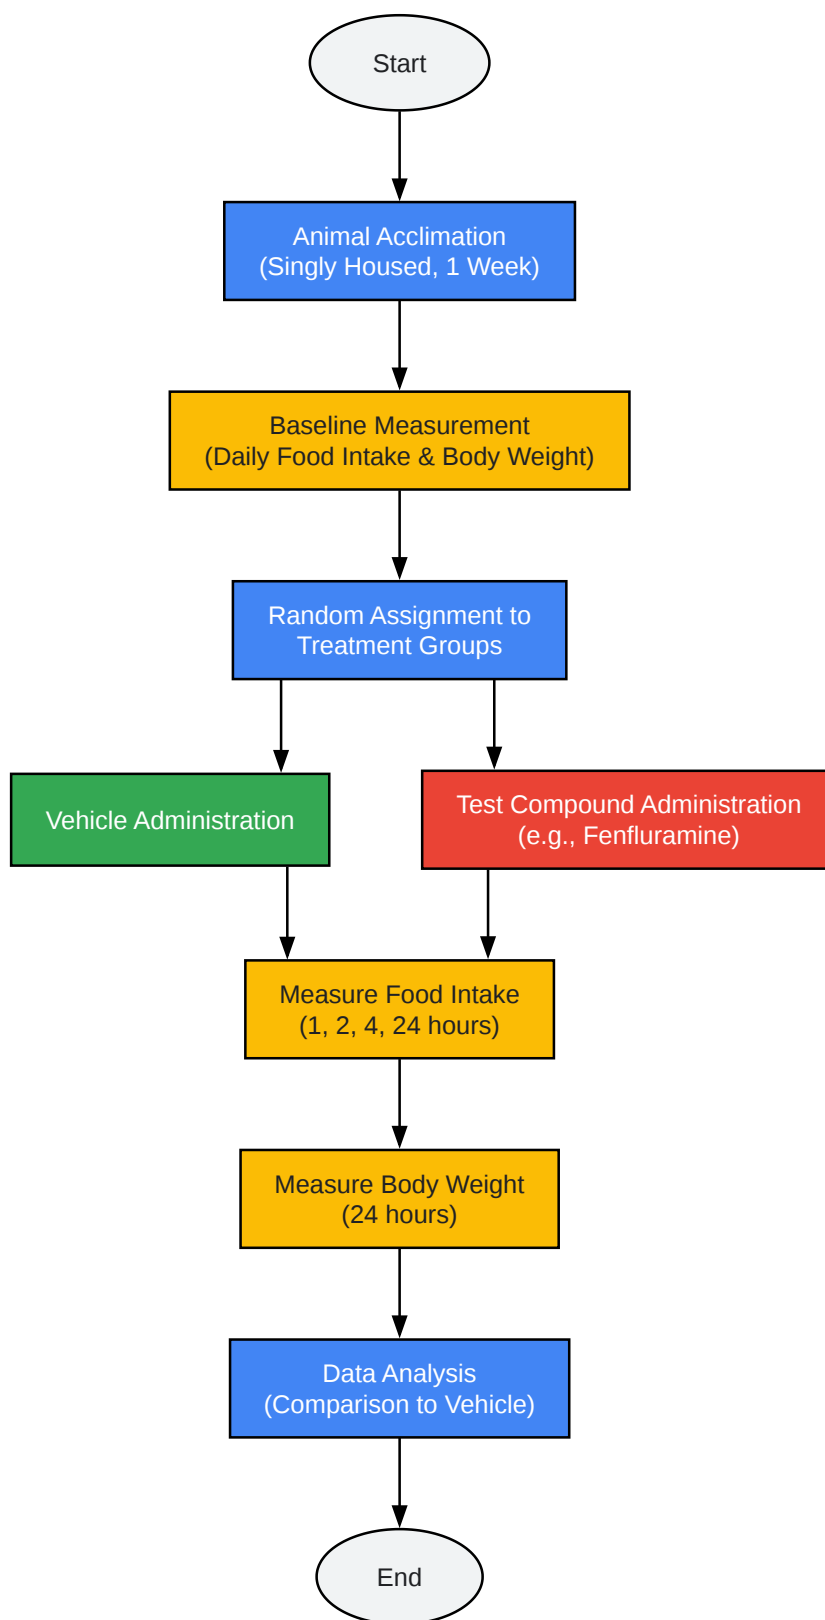 Start
Animal Acclimation
(Singly Housed, 1 Week)
Baseline Measurement
(Daily Food Intake & Body Weight)
Random Assignment to
Treatment Groups
Vehicle Administration
Test Compound Administration
(e.g., Fenfluramine)
Measure Food Intake
(1, 2, 4, 24 hours)
Measure Body Weight
(24 hours)
Data Analysis
(Comparison to Vehicle)
End